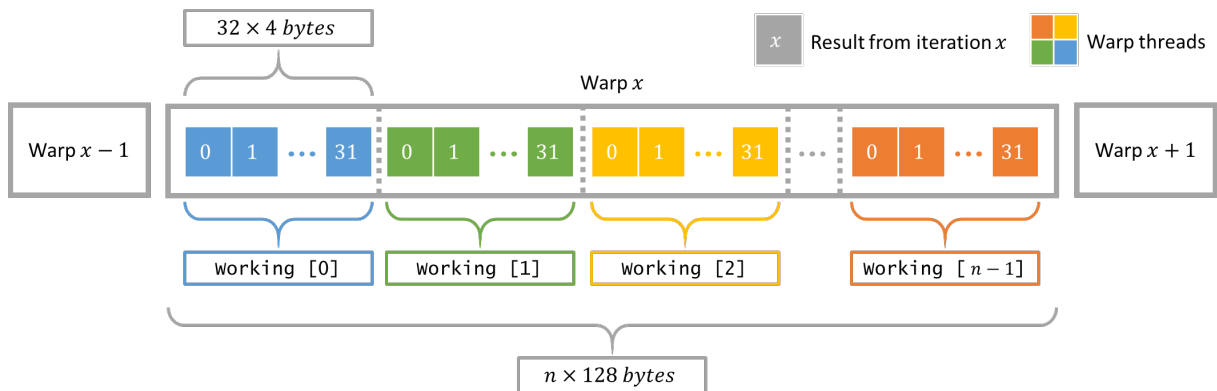 32 × 4 bytes
x Result from iteration x
Warp threads
Warp x
Warp x − 1
0 1 ••• 31
0 1 ••• 31
0 1 ••• 31
•••
0 1 ••• 31
Warp x + 1
Working [0]
Working [1]
Working [2]
Working [ n − 1]
n × 128 bytes